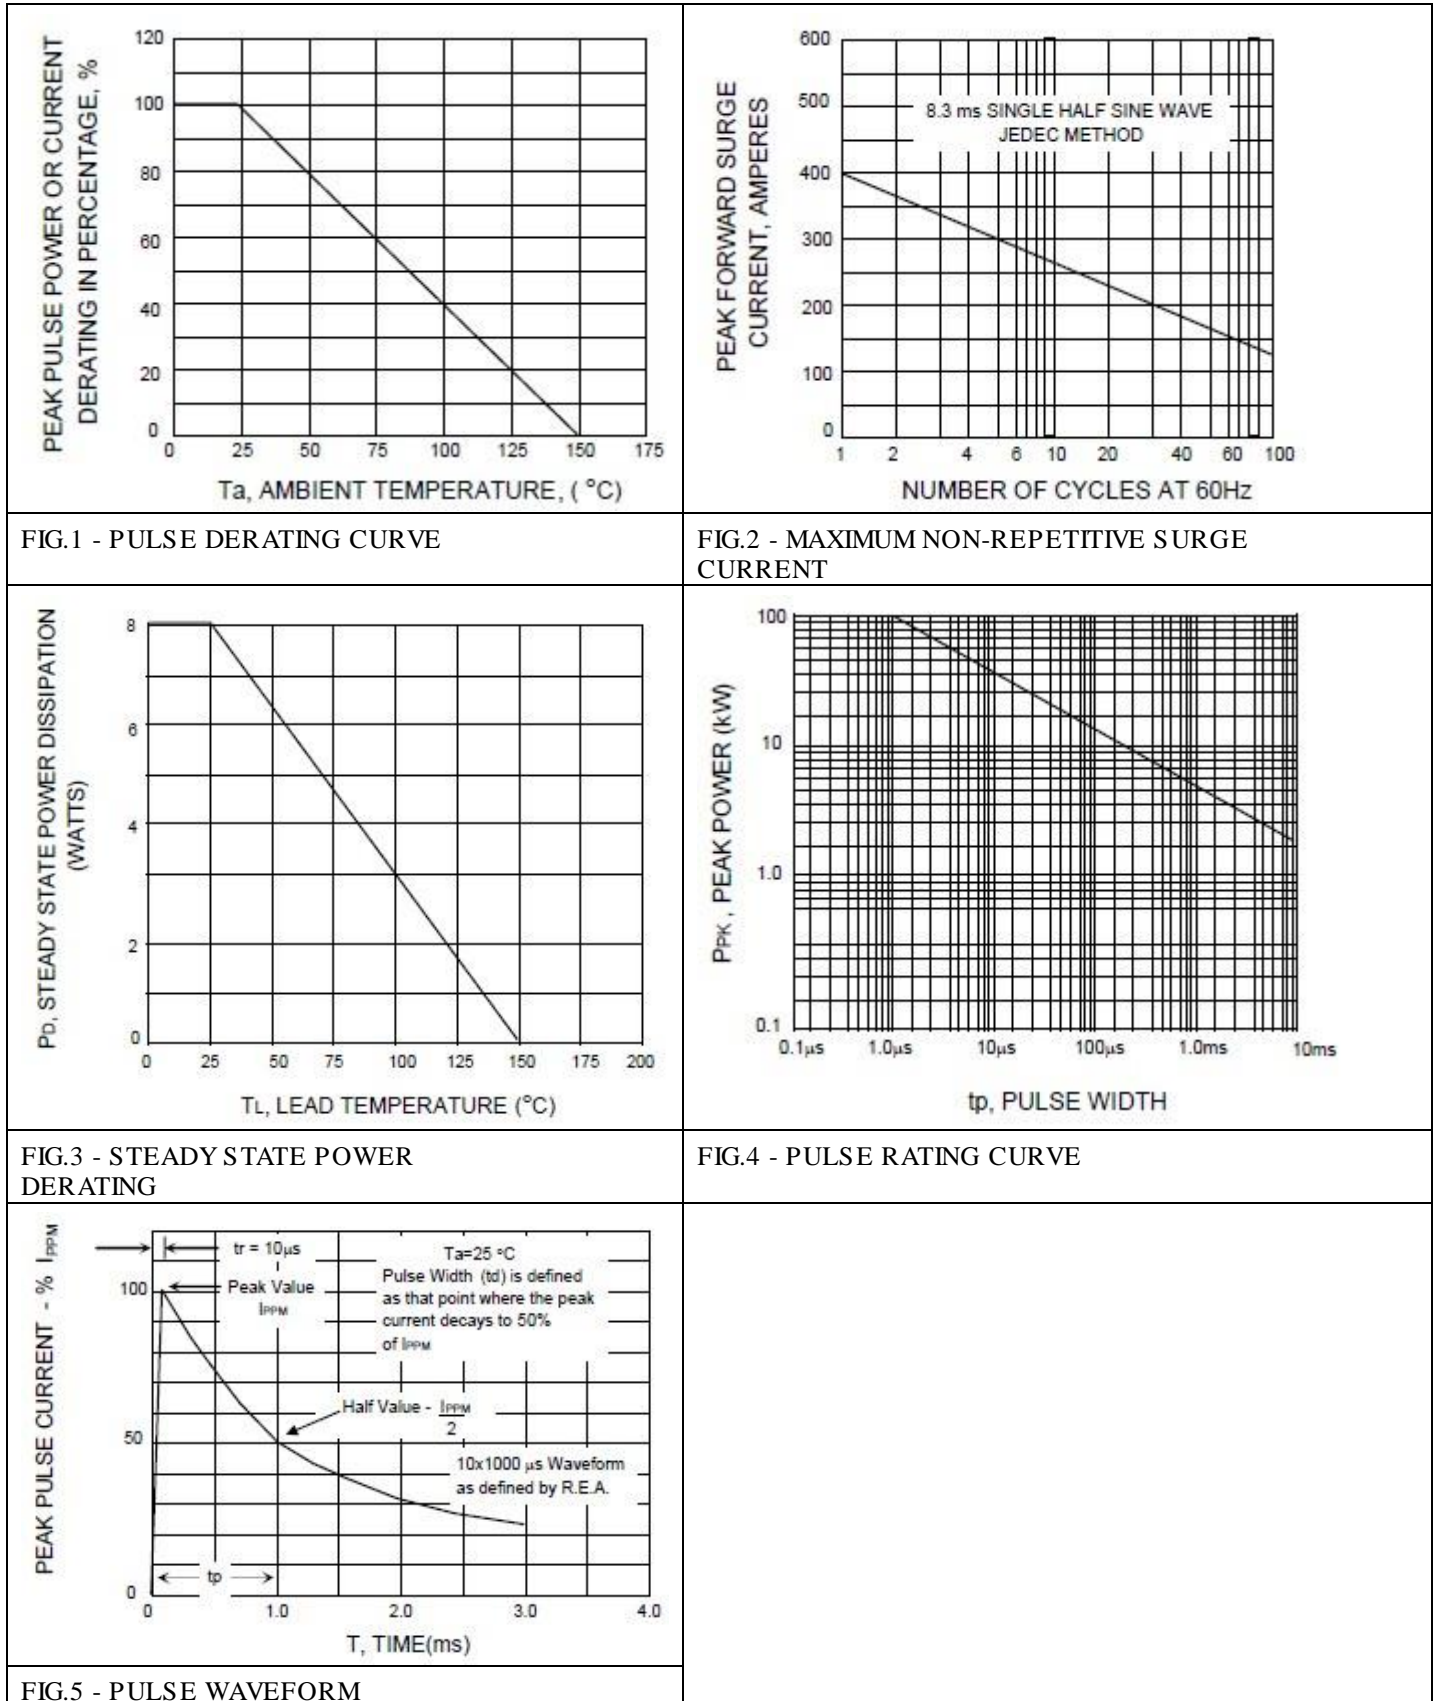 PEAK PULSE POWER OR CURRENT
DERATING IN PERCENTAGE, %
120
100
80
60
40
20
0
0 25 50 75 100 125 150 175
Ta, AMBIENT TEMPERATURE, ( °C)
FIG.1 - PULSE DERATING CURVE
PEAK FORWARD SURGE
CURRENT, AMPERES
600
500
400
300
200
100
0
8.3 ms SINGLE HALF SINE WAVE
JEDEC METHOD
1 2 4 6 10 20 40 60 100
NUMBER OF CYCLES AT 60Hz
FIG.2 - MAXIMUM NON-REPETITIVE SURGE
CURRENT
PD, STEADY STATE POWER DISSIPATION
(WATTS)
8
6
4
2
0
0 25 50 75 100 125 150 175 200
TL, LEAD TEMPERATURE (°C)
FIG.3 - STEADY STATE POWER
DERATING
PPK , PEAK POWER (kW)
100
10
1.0
0.1
0.1µs 1.0µs 10µs 100µs 1.0ms 10ms
tp, PULSE WIDTH
FIG.4 - PULSE RATING CURVE
PEAK PULSE CURRENT - % IPPM
100
50
0
tr = 10µs
Peak Value
IPPM
Ta=25 °C
Pulse Width (td) is defined
as that point where the peak
current decays to 50%
of IPPM
Half Value - IPPM
2
10x1000 µs Waveform
as defined by R.E.A.
tp
0 1.0 2.0 3.0 4.0
T, TIME(ms)
FIG.5 - PULSE WAVEFORM